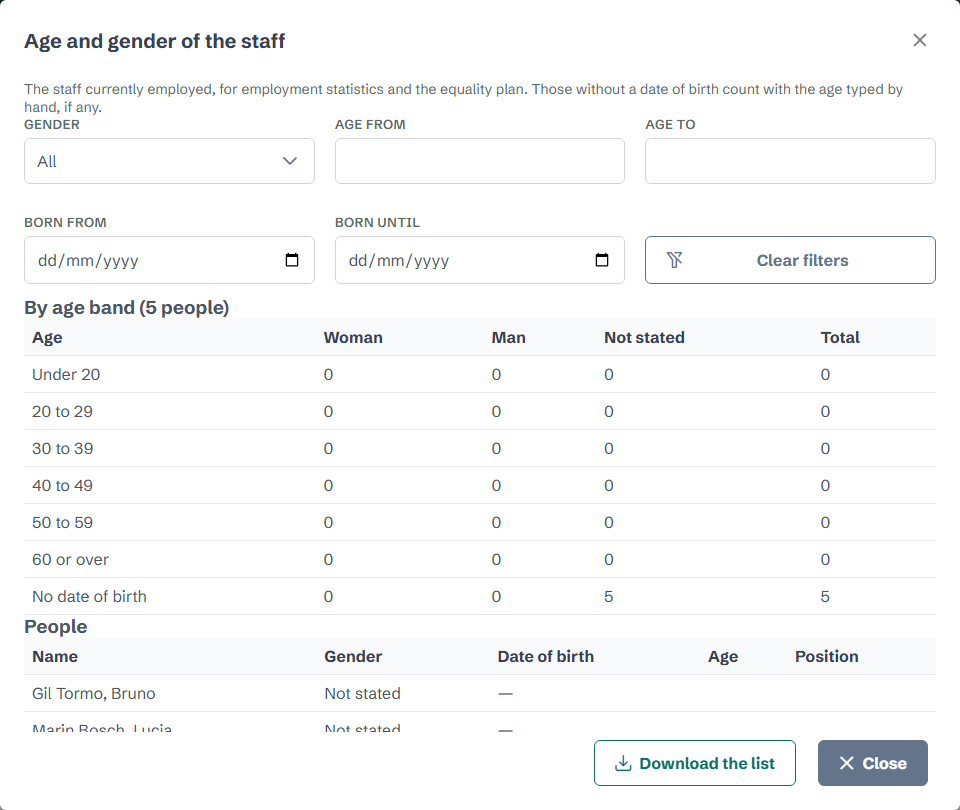 Age and gender of the staff
The staff currently employed, for employment statistics and the equality plan. Those without a date of birth count with the age typed by
hand, if any.
GENDER AGE FROM AGE TO
All
BORN FROM BORN UNTIL
dd/mm/yyyy dd/mm/yyyy Clear filters
By age band (5 people)
Age Woman Man Not stated Total
Under 20 0 0 0 0
20 to 29 0 0 0 0
30 to 39 0 0 0 0
40 to 49 0 0 0 0
50 to 59 0 0 0 0
60 or over 0 0 0 0
No date of birth 0 0 5 5
People
Name Gender Date of birth Age Position
Gil Tormo, Bruno Not stated —
Marin Bosch, Lucia Not stated —
Download the list Close